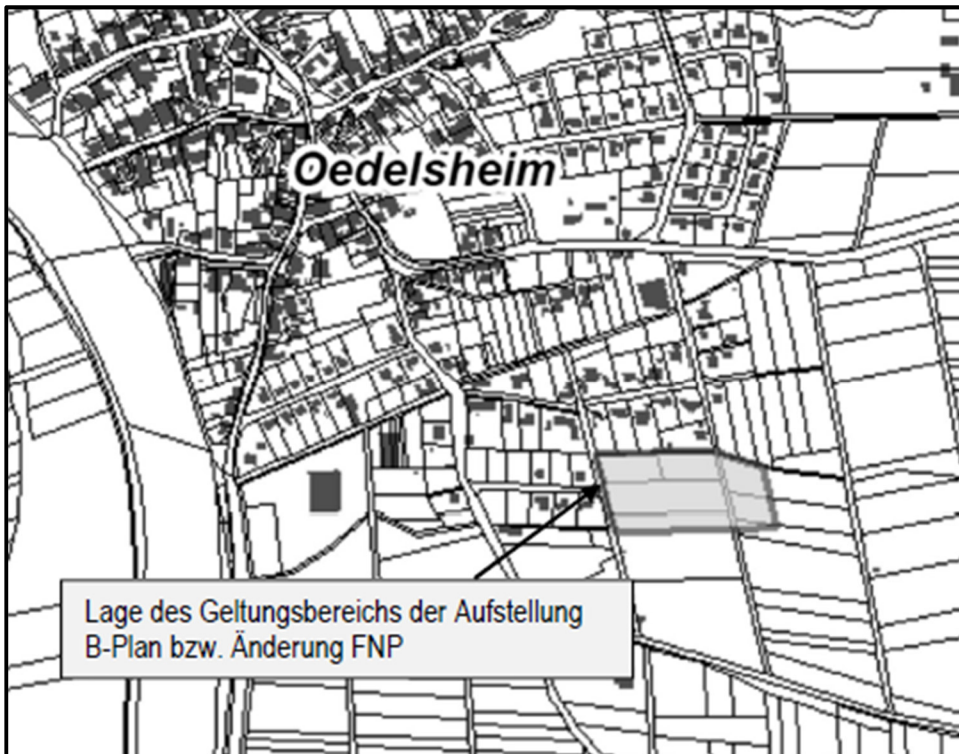 Oedelsheim
Lage des Geltungsbereichs der Aufstellung
B-Plan bzw. Änderung FNP